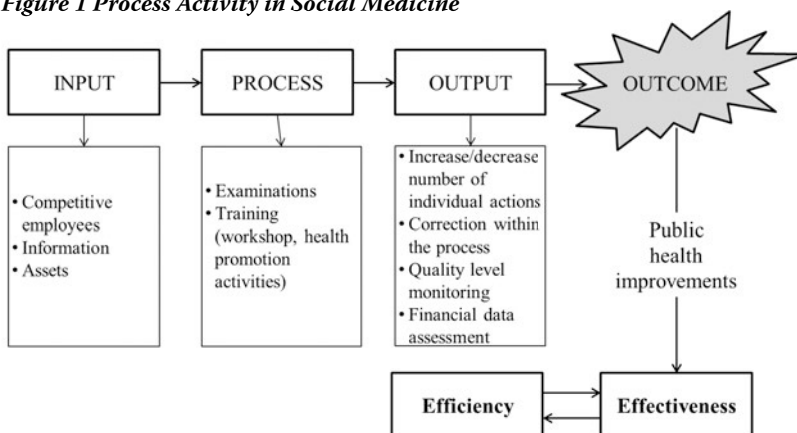 Figure 1 Process Activity in Social Medicine
INPUT
PROCESS
OUTPUT
OUTCOME
• Competitive
employees
• Information
• Assets
• Examinations
• Training
(workshop, health
promotion
activities)
• Increase/decrease
number of
individual actions
• Correction within
the process
• Quality level
monitoring
• Financial data
assessment
Public
health
improvements
Efficiency
Effectiveness